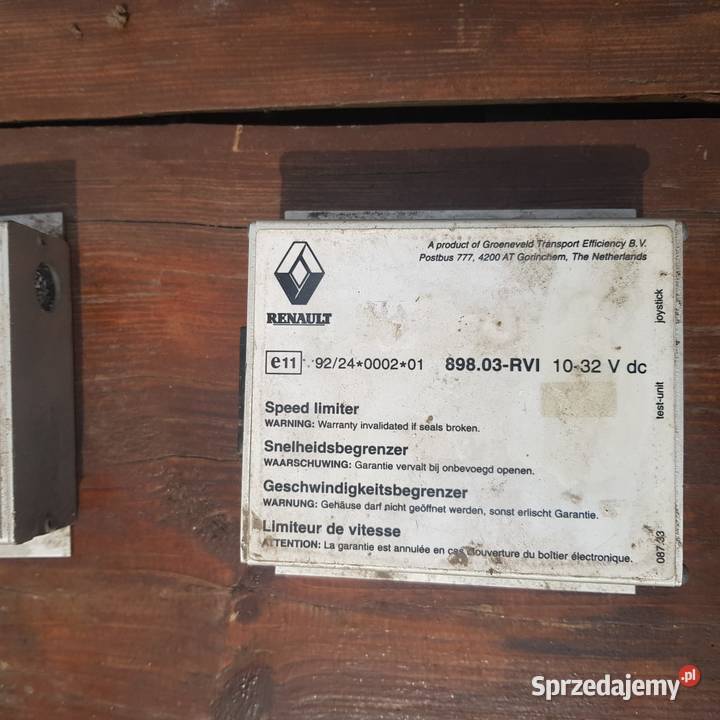 A product of Groeneveld Transport Efficiency B.V.
Postbus 777, 4200 AT Gorinchem, The Netherlands
RENAULT
e11 92/24*0002*01 898.03-RVI 10-32 V dc
joystick
test-unit
Speed limiter
WARNING: Warranty invalidated if seals broken.
Snelheidsbegrenzer
WAARSCHUWING: Garantie vervalt bij onbevoegd openen.
Geschwindigkeitsbegrenzer
WARNUNG: Gehäuse darf nicht geöffnet werden, sonst erlischt Garantie.
Limiteur de vitesse
ATTENTION: La garantie est annulée en cas d'ouverture du boîtier électronique.
087.33
Sprzedajemy.pl